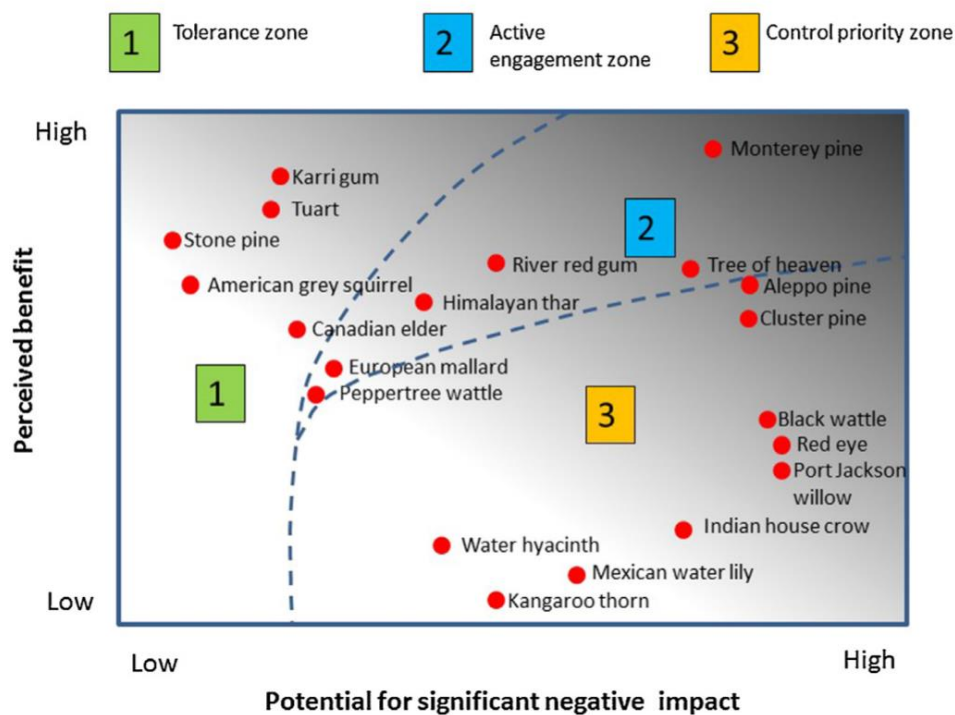 1
Tolerance zone
2
Active
engagement zone
3
Control priority zone
High
Monterey pine
Karri gum
Tuart
Stone pine
2
River red gum
Tree of heaven
American grey squirrel
Aleppo pine
Himalayan thar
Cluster pine
Canadian elder
European mallard
Peppertree wattle
1
3
Black wattle
Red eye
Port Jackson
willow
Indian house crow
Water hyacinth
Mexican water lily
Kangaroo thorn
Perceived benefit
Low
Low
High
Potential for significant negative impact